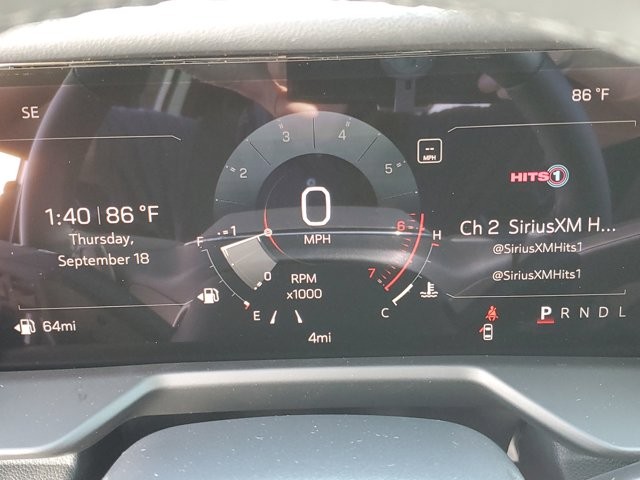 SE
86 °F
3
4
2
5
--
MPH
HITS1
1:40 | 86 °F
Thursday,
September 18
0
MPH
1
6
F
H
Ch 2 SiriusXM H...
@SiriusXMHits1
@SiriusXMHits1
0
RPM
x1000
7
E
C
64mi
4mi
P R N D L